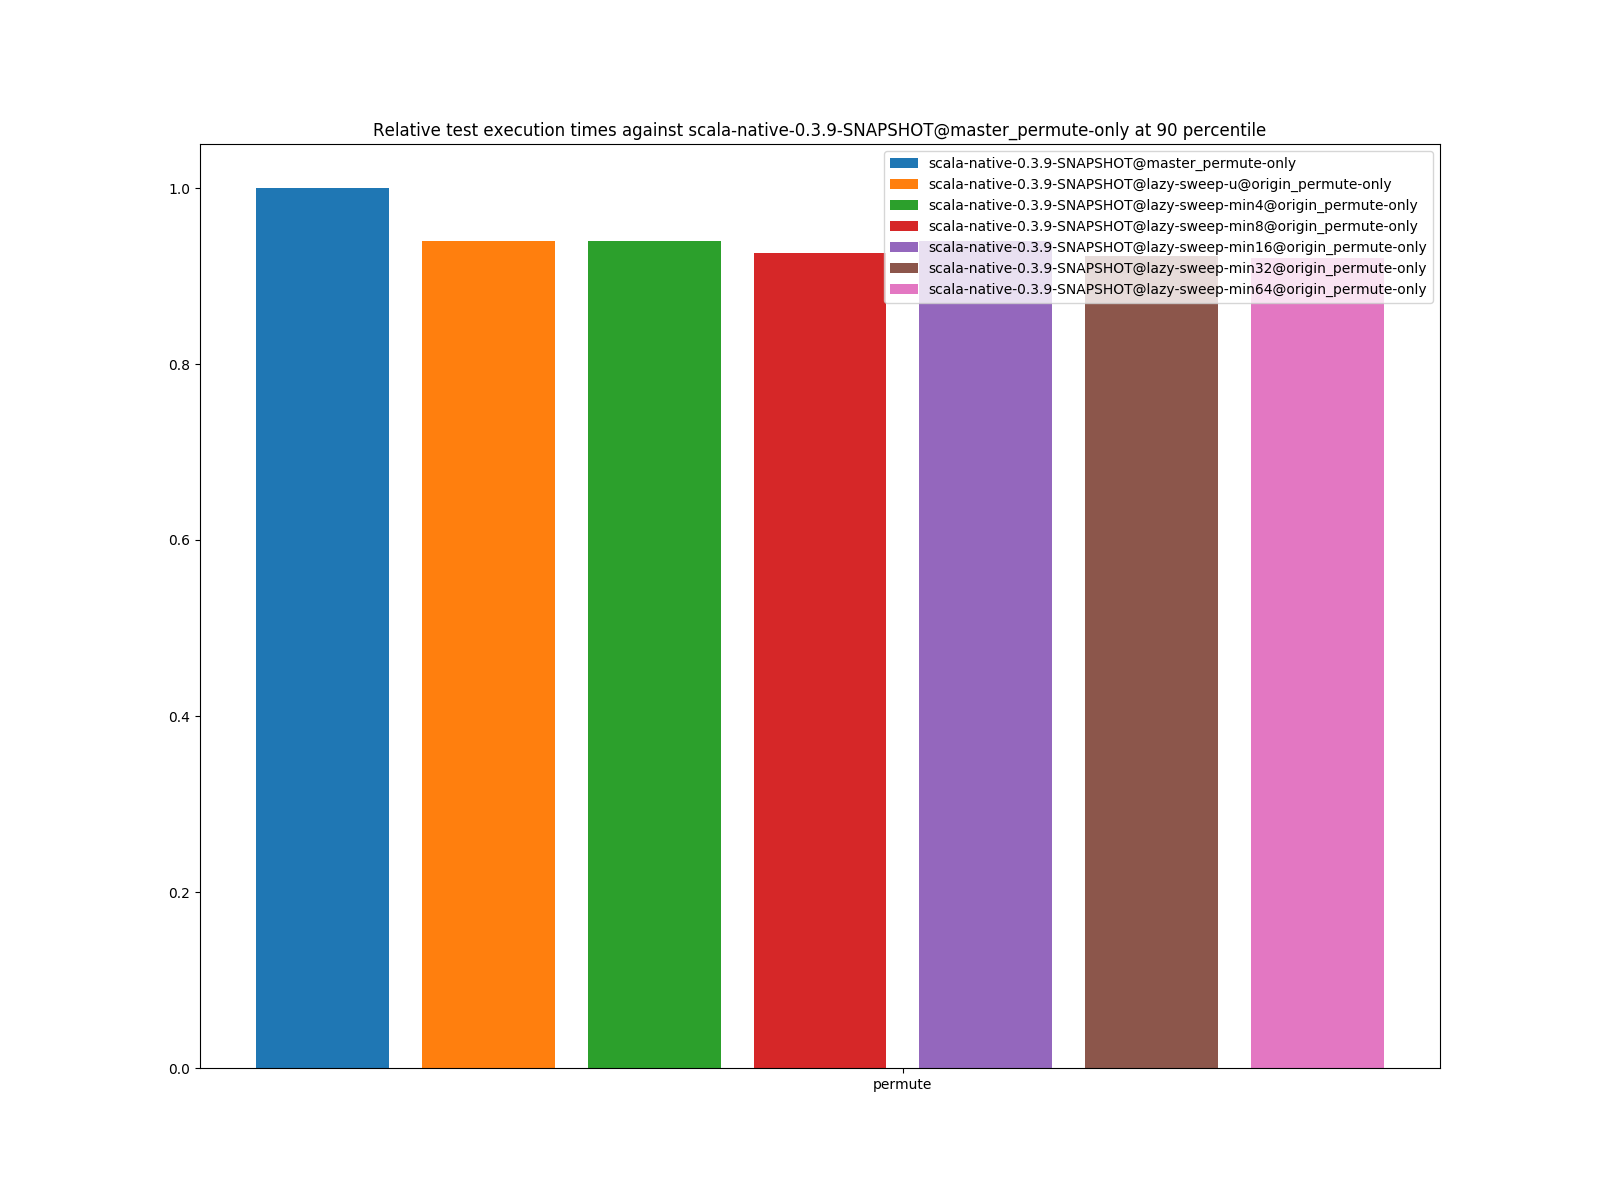 Relative test execution times against scala-native-0.3.9-SNAPSHOT@master_permute-only at 90 percentile
scala-native-0.3.9-SNAPSHOT@master_permute-only
scala-native-0.3.9-SNAPSHOT@lazy-sweep-u@origin_permute-only
scala-native-0.3.9-SNAPSHOT@lazy-sweep-min4@origin_permute-only
scala-native-0.3.9-SNAPSHOT@lazy-sweep-min8@origin_permute-only
scala-native-0.3.9-SNAPSHOT@lazy-sweep-min16@origin_permute-only
scala-native-0.3.9-SNAPSHOT@lazy-sweep-min32@origin_permute-only
scala-native-0.3.9-SNAPSHOT@lazy-sweep-min64@origin_permute-only
1.0
0.8
0.6
0.4
0.2
0.0
permute